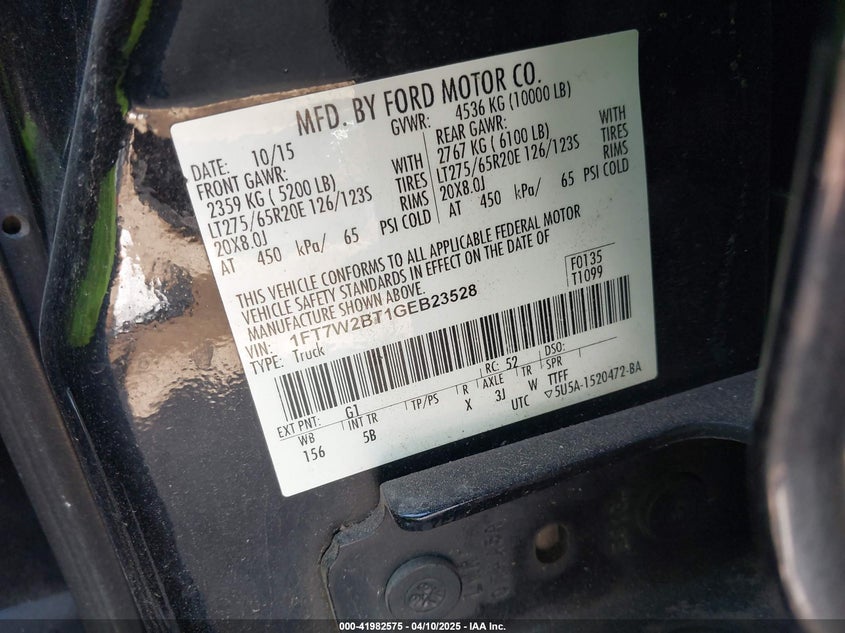 MFD. BY FORD MOTOR CO.
DATE: 10/15 GVWR: 4536 KG (10000 LB)
FRONT GAWR: REAR GAWR:
2359 KG ( 5200 LB) WITH 2767 KG ( 6100 LB) WITH
LT275/65R20E 126/123S TIRES LT275/65R20E 126/123S TIRES
20X8.0J RIMS 20X8.0J RIMS
AT 450 kPa/ 65 PSI COLD AT 450 kPa/ 65 PSI COLD
THIS VEHICLE CONFORMS TO ALL APPLICABLE FEDERAL MOTOR
VEHICLE SAFETY STANDARDS IN EFFECT ON THE DATE OF
MANUFACTURE SHOWN ABOVE.
VIN: 1FT7W2BT1GEB23528 F0135
TYPE: Truck T1099
EXT PNT: G1 RC: 52 DSO:
WB INT TR TP/PS R AXLE TR SPR
156 5B X 3J W TTFF
UTC ▽5U5A-1520472-BA
000-41982575 - 04/10/2025 - IAA Inc.